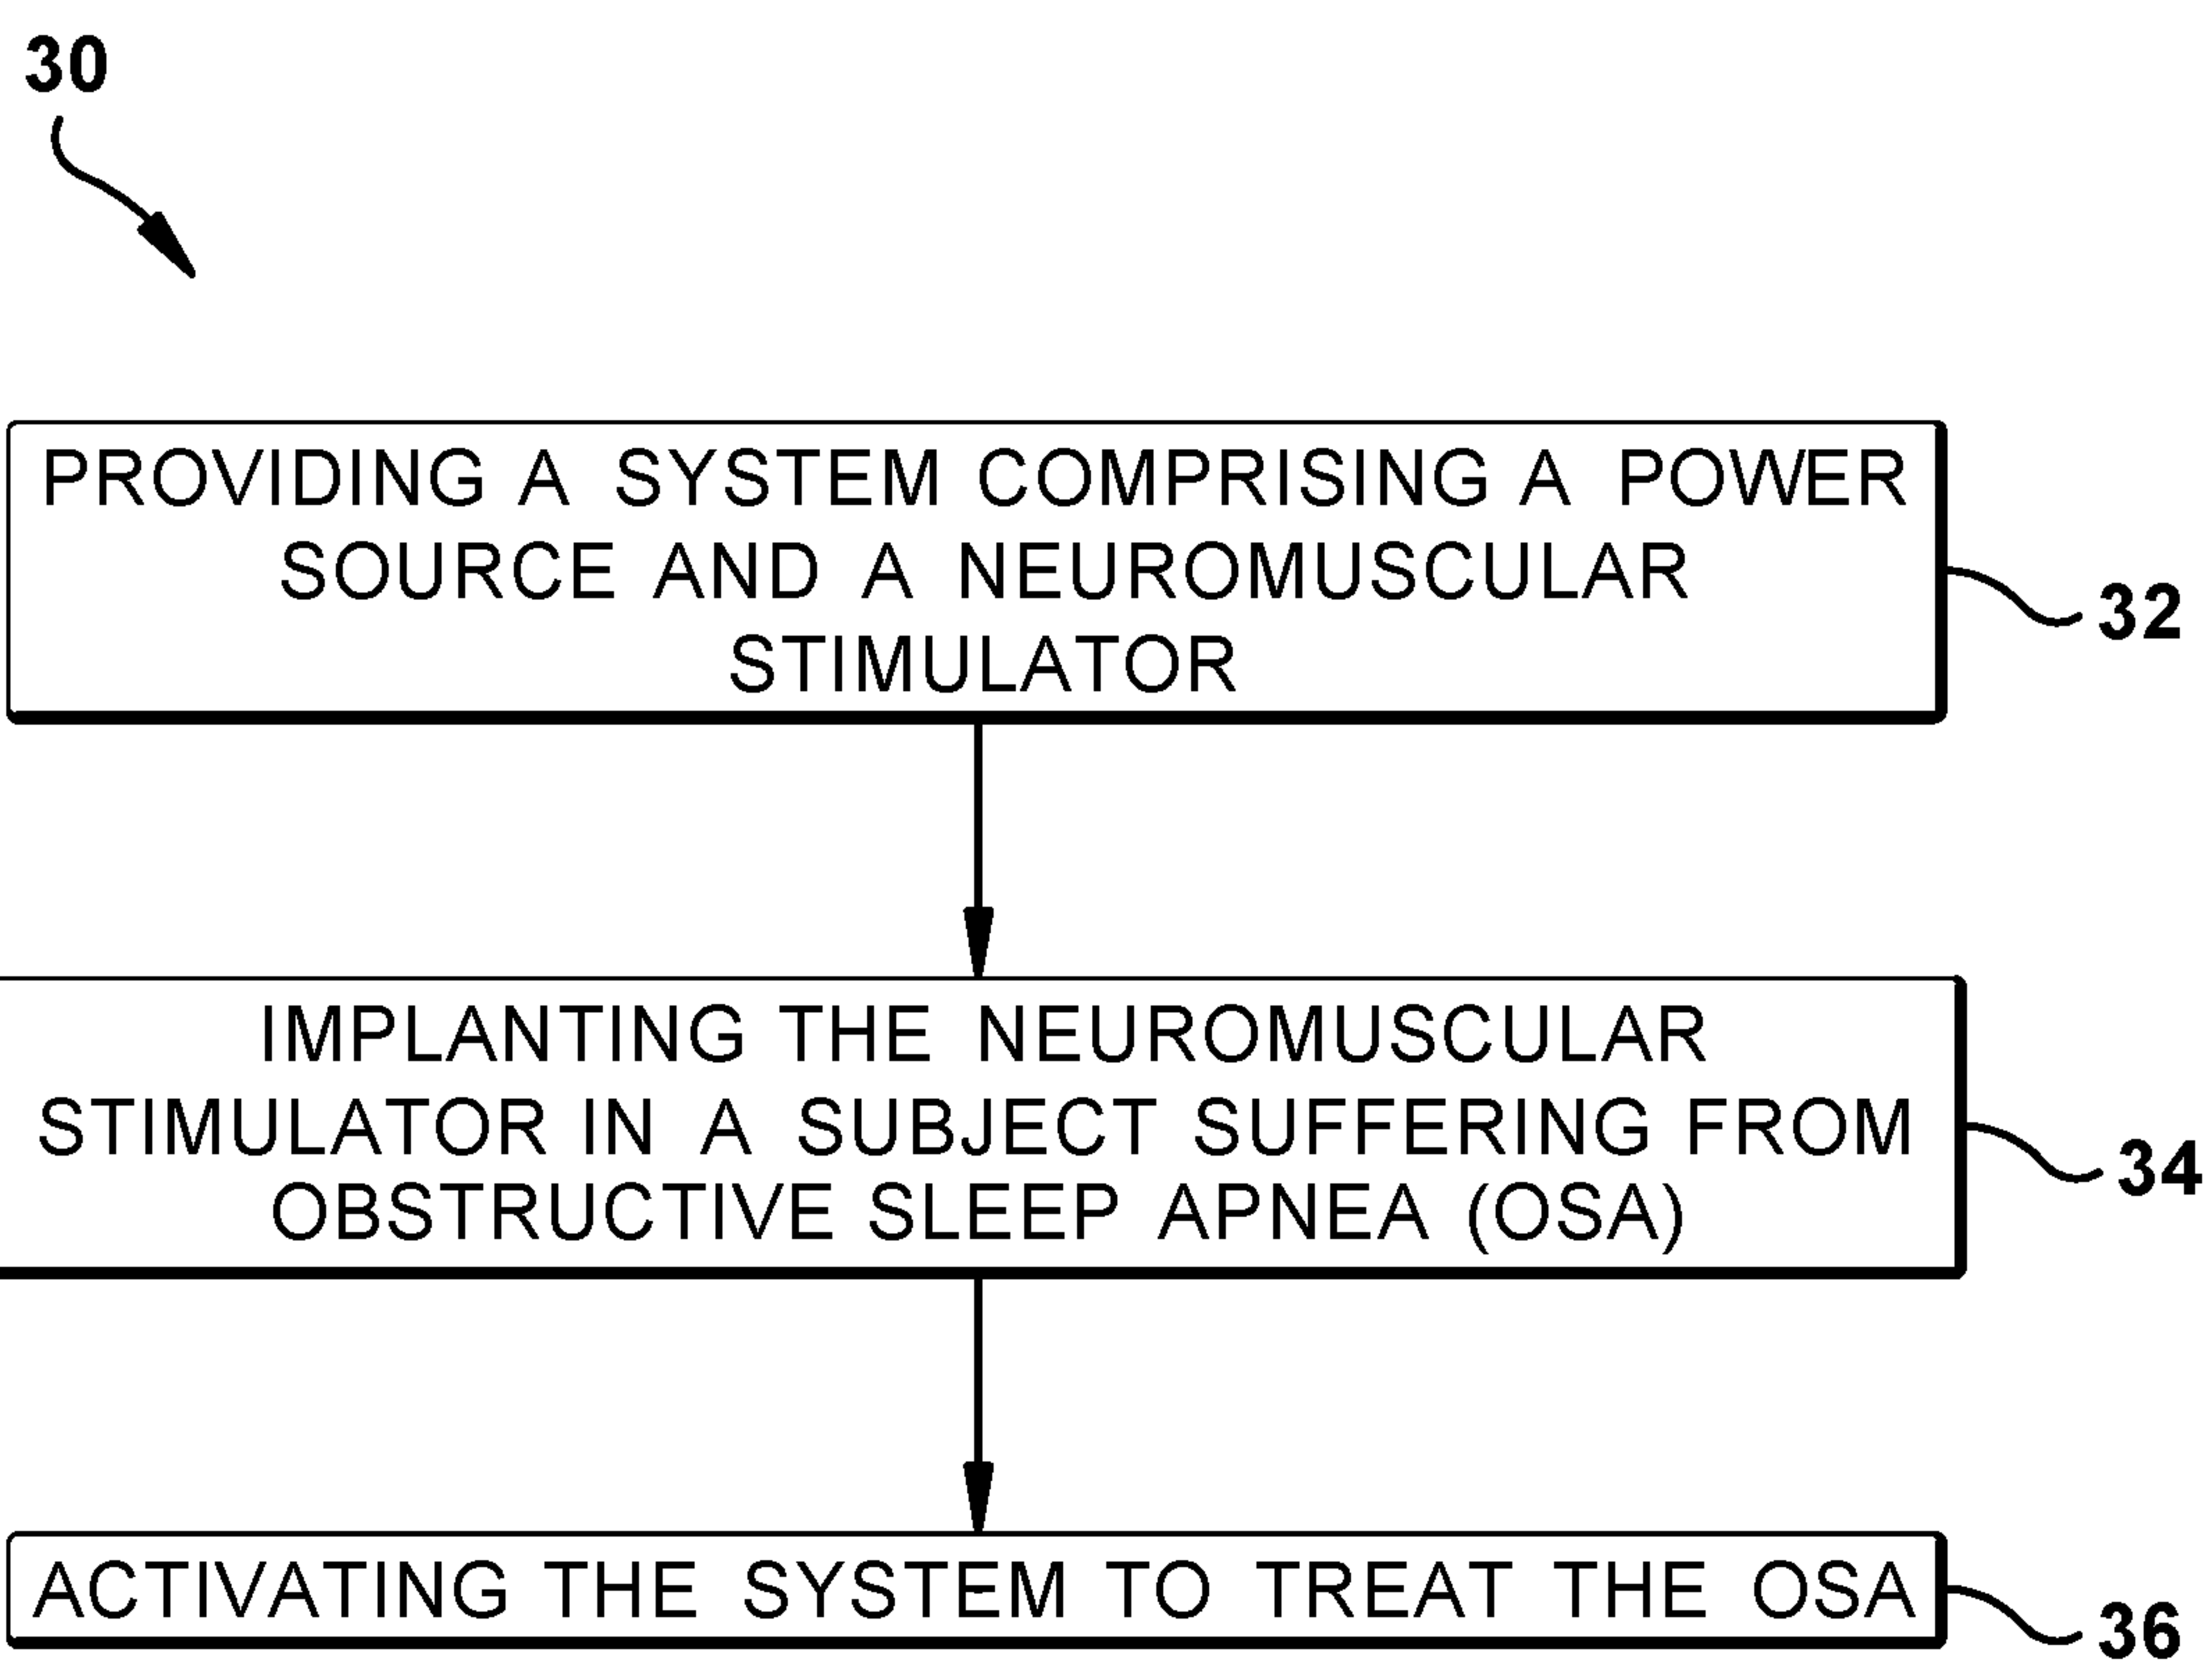 30
PROVIDING A SYSTEM COMPRISING A POWER
SOURCE AND A NEUROMUSCULAR
STIMULATOR
32
IMPLANTING THE NEUROMUSCULAR
STIMULATOR IN A SUBJECT SUFFERING FROM
OBSTRUCTIVE SLEEP APNEA (OSA)
34
ACTIVATING THE SYSTEM TO TREAT THE OSA
36